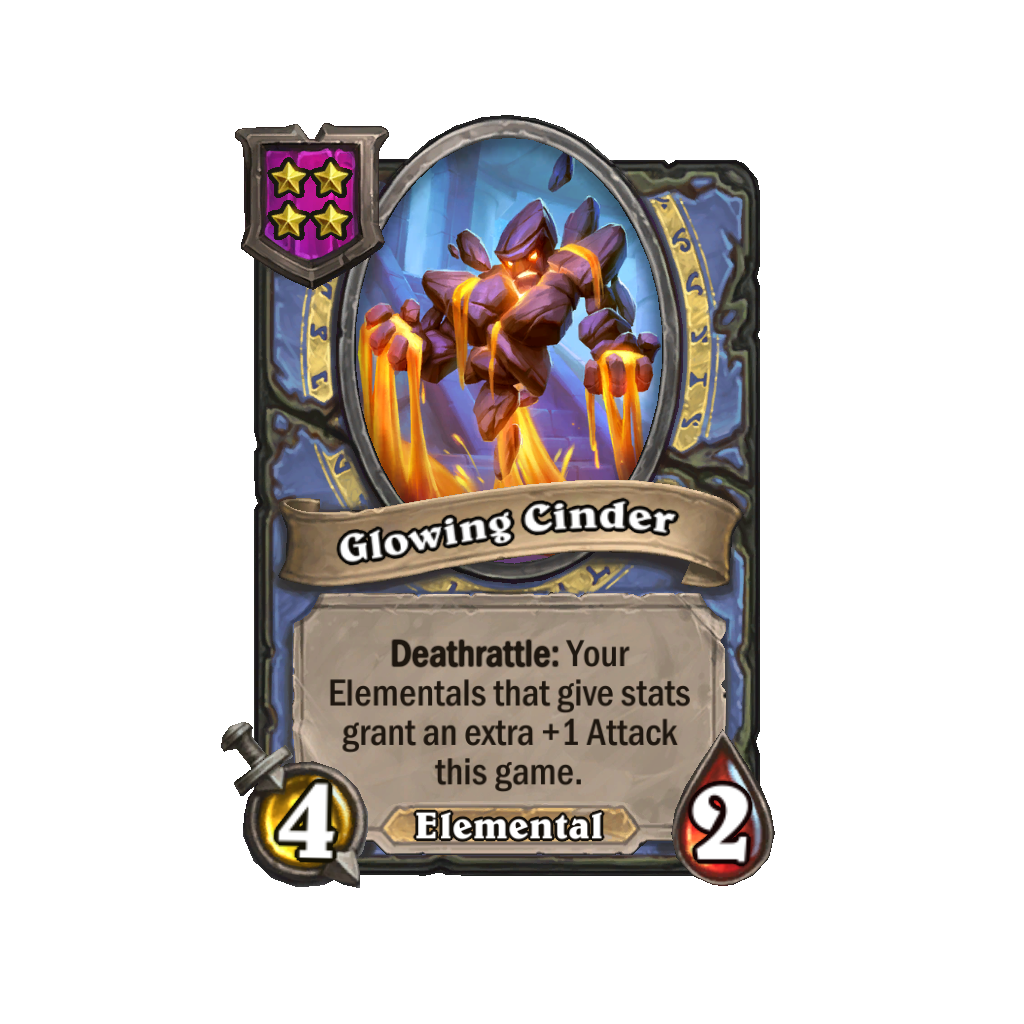 Glowing Cinder
Deathrattle: Your
Elementals that give stats
grant an extra +1 Attack
this game.
4
Elemental
2